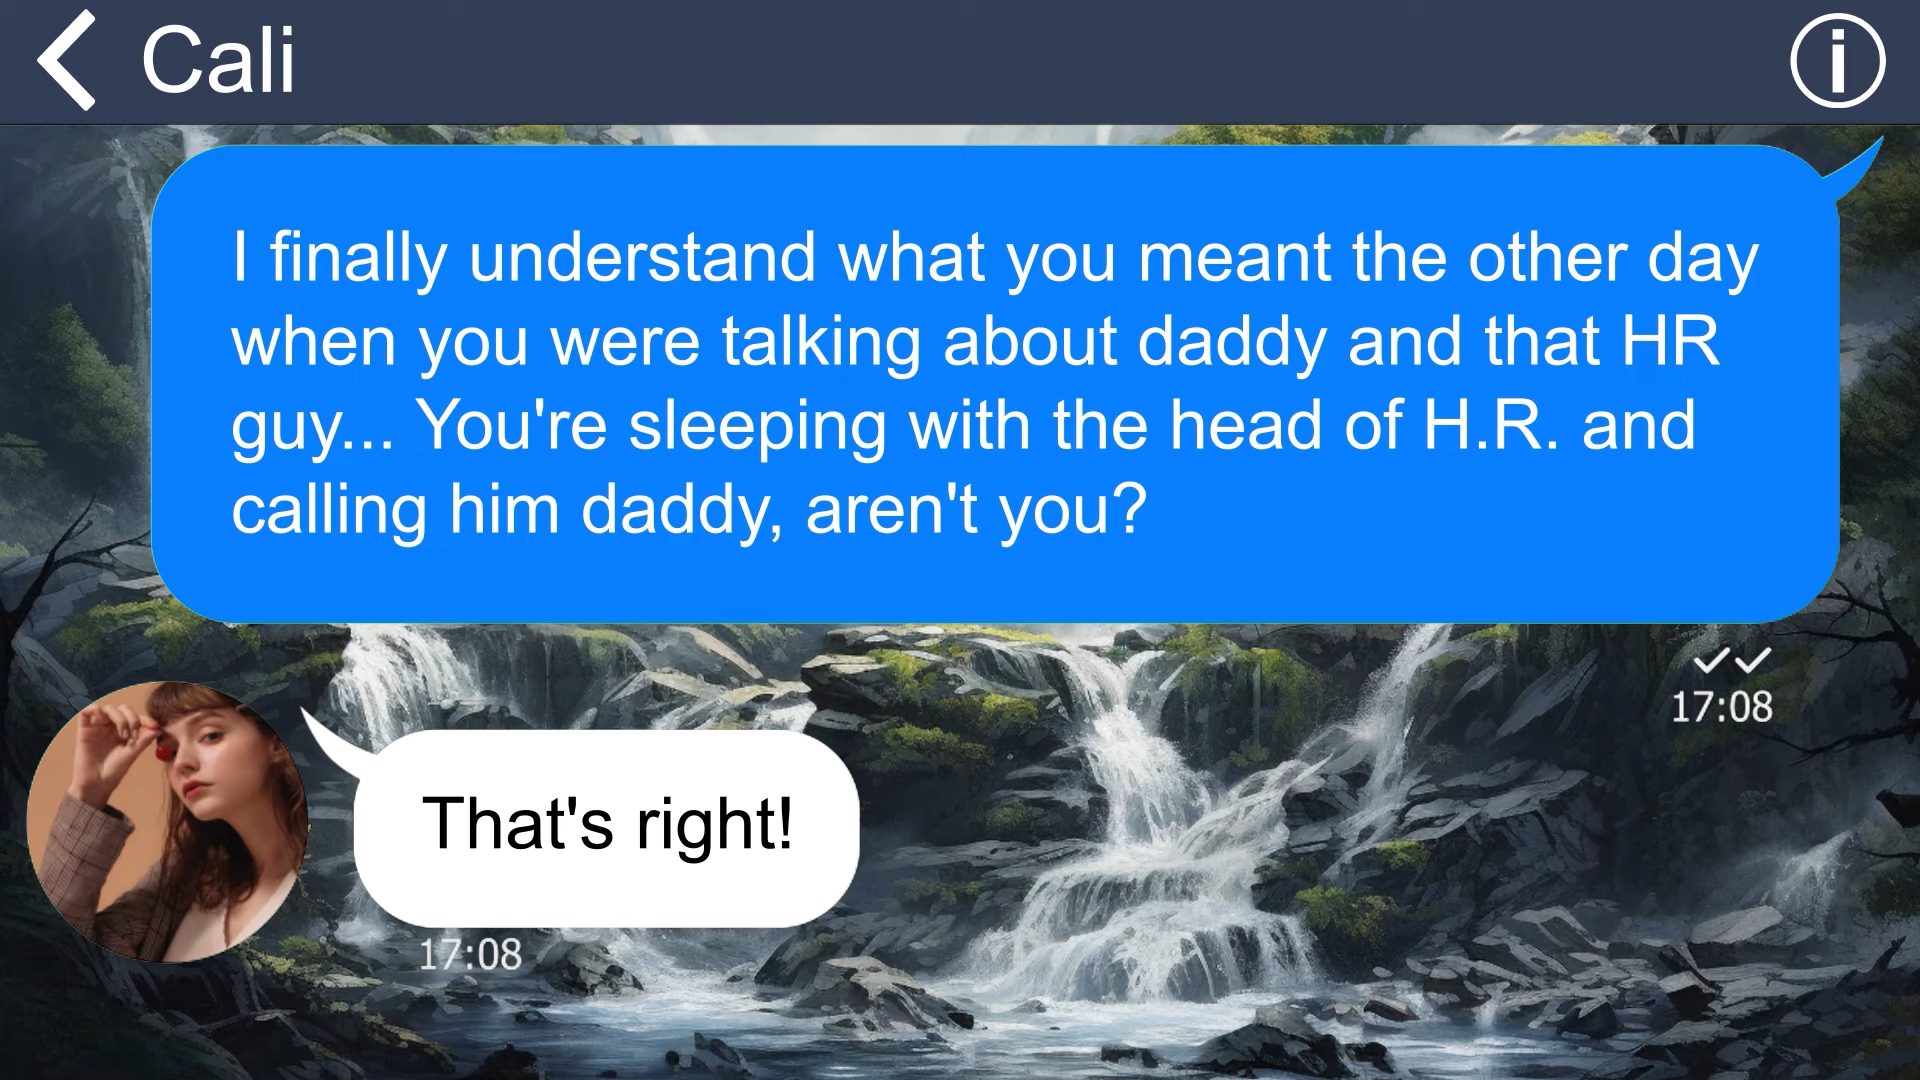 Cali
I finally understand what you meant the other day
when you were talking about daddy and that HR
guy... You're sleeping with the head of H.R. and
calling him daddy, aren't you?
17:08
That's right!
17:08